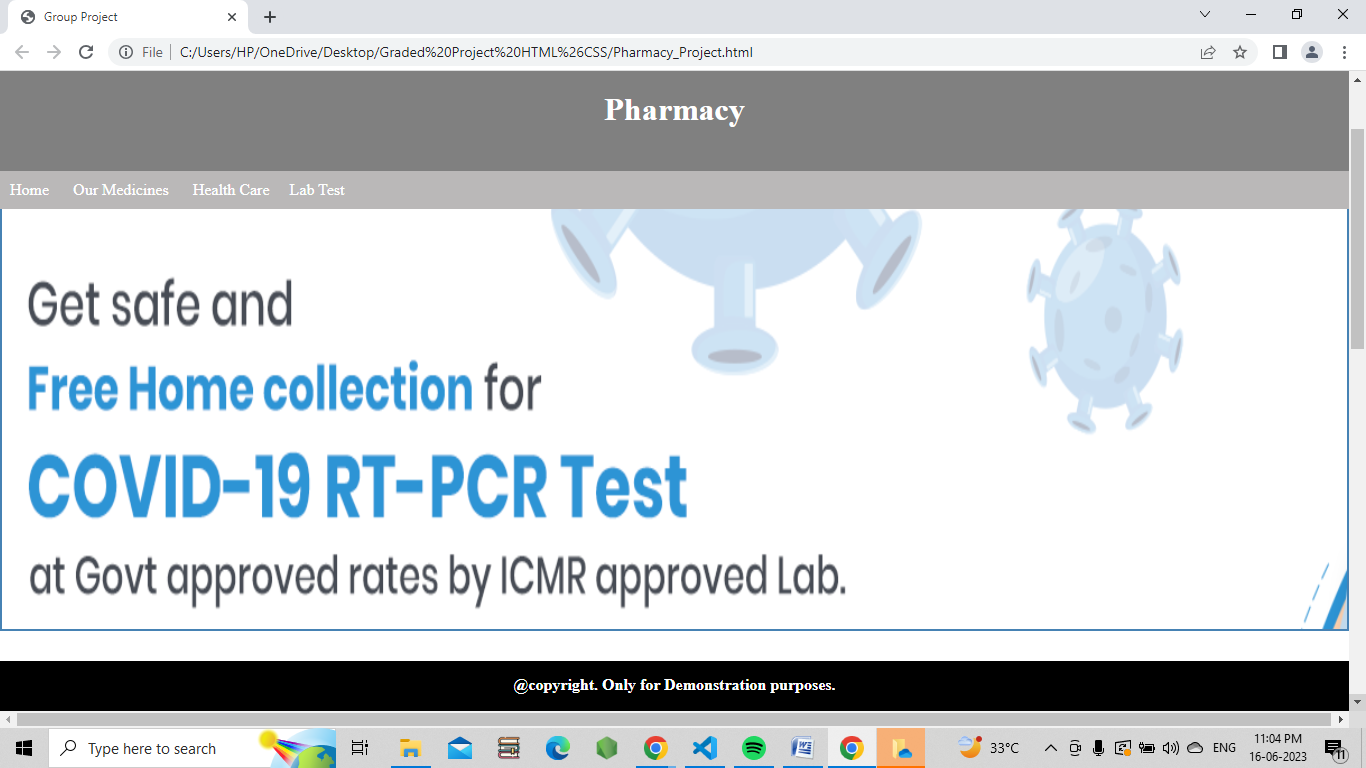 Group Project
File
C:/Users/HP/OneDrive/Desktop/Graded%20Project%20HTML%26CSS/Pharmacy_Project.html
Pharmacy
Home Our Medicines Health Care Lab Test
Get safe and
Free Home collection for
COVID-19 RT-PCR Test
at Govt approved rates by ICMR approved Lab.
@copyright. Only for Demonstration purposes.
Type here to search
33°C
ENG
11:04 PM
16-06-2023
11